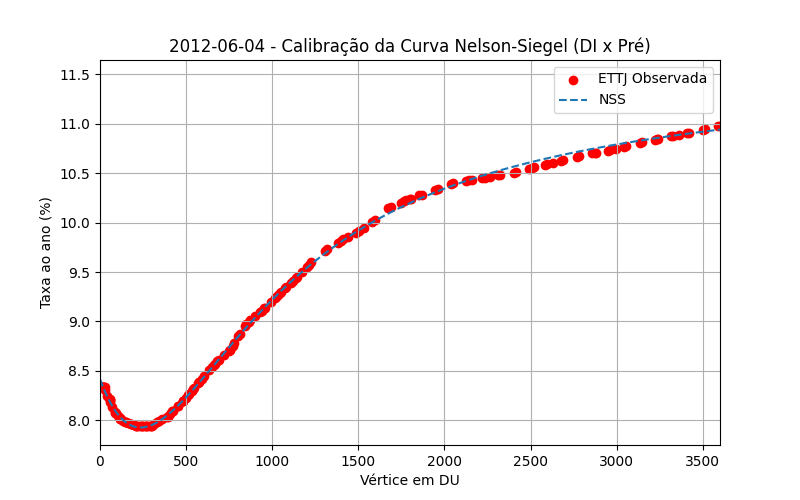 2012-06-04 - Calibração da Curva Nelson-Siegel (DI x Pré)
ETTJ Observada
NSS
Taxa ao ano (%)
11.5
11.0
10.5
10.0
9.5
9.0
8.5
8.0
0 500 1000 1500 2000 2500 3000 3500
Vértice em DU